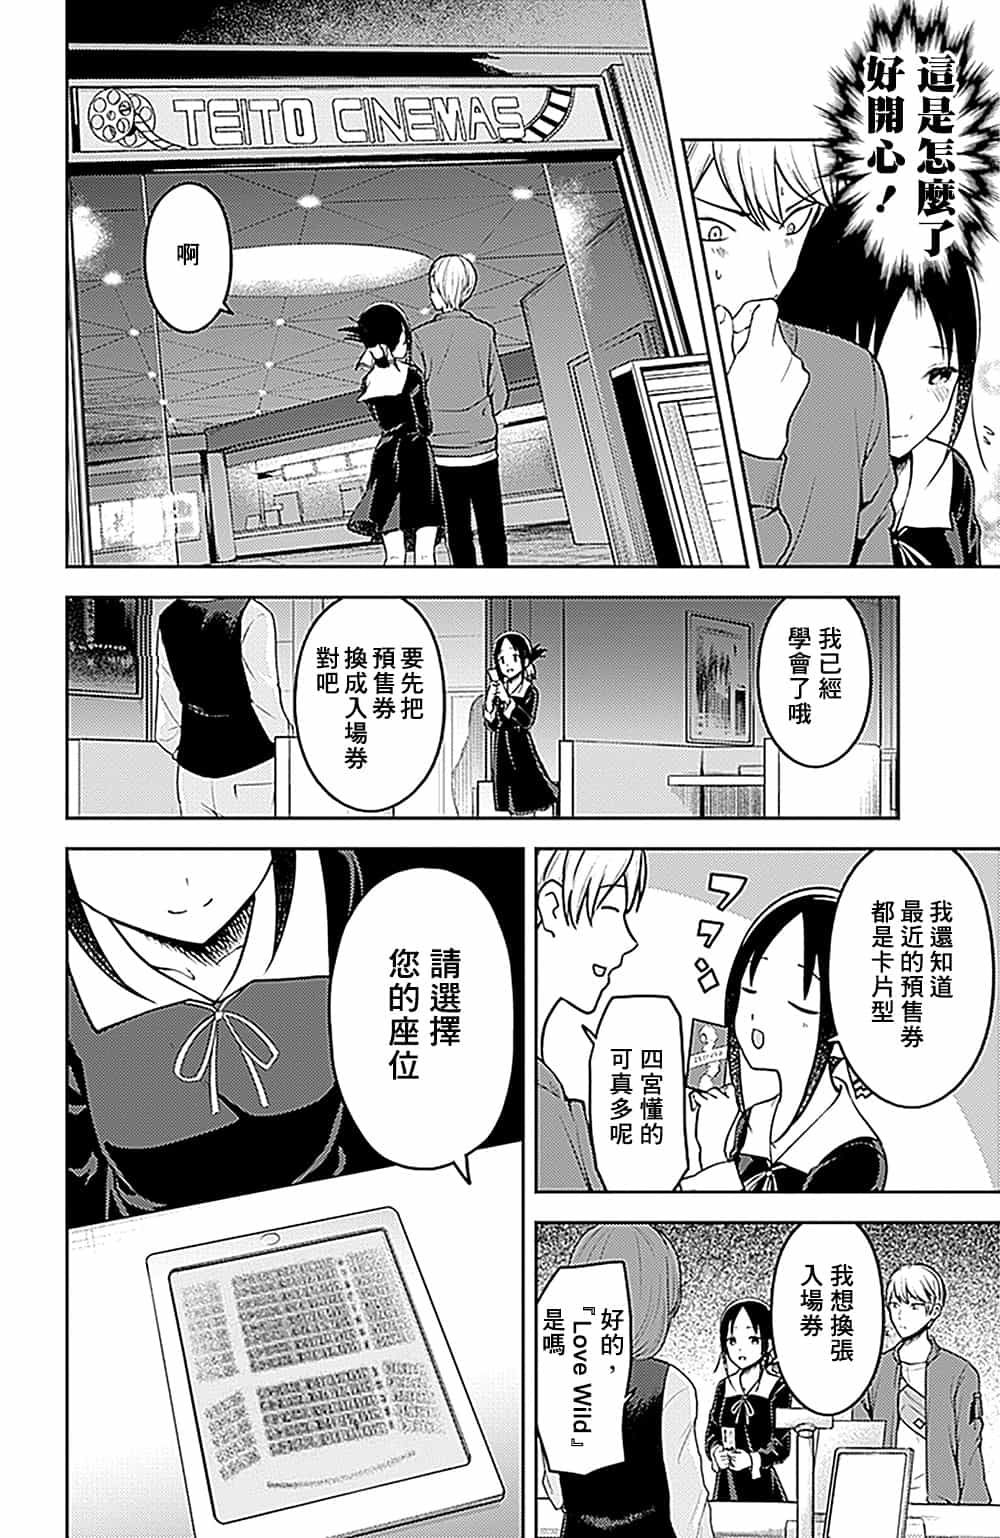 這是怎麼了
好開心！
TEITO CINEMAS
啊
我已經
學會了哦
要先把
預售券
換成入場券
對吧
我還知道
最近的預售券
都是卡片型
四宮懂的
可真多呢
我想換張
入場券
好的，
『Love Wild』
是嗎
請選擇
您的座位